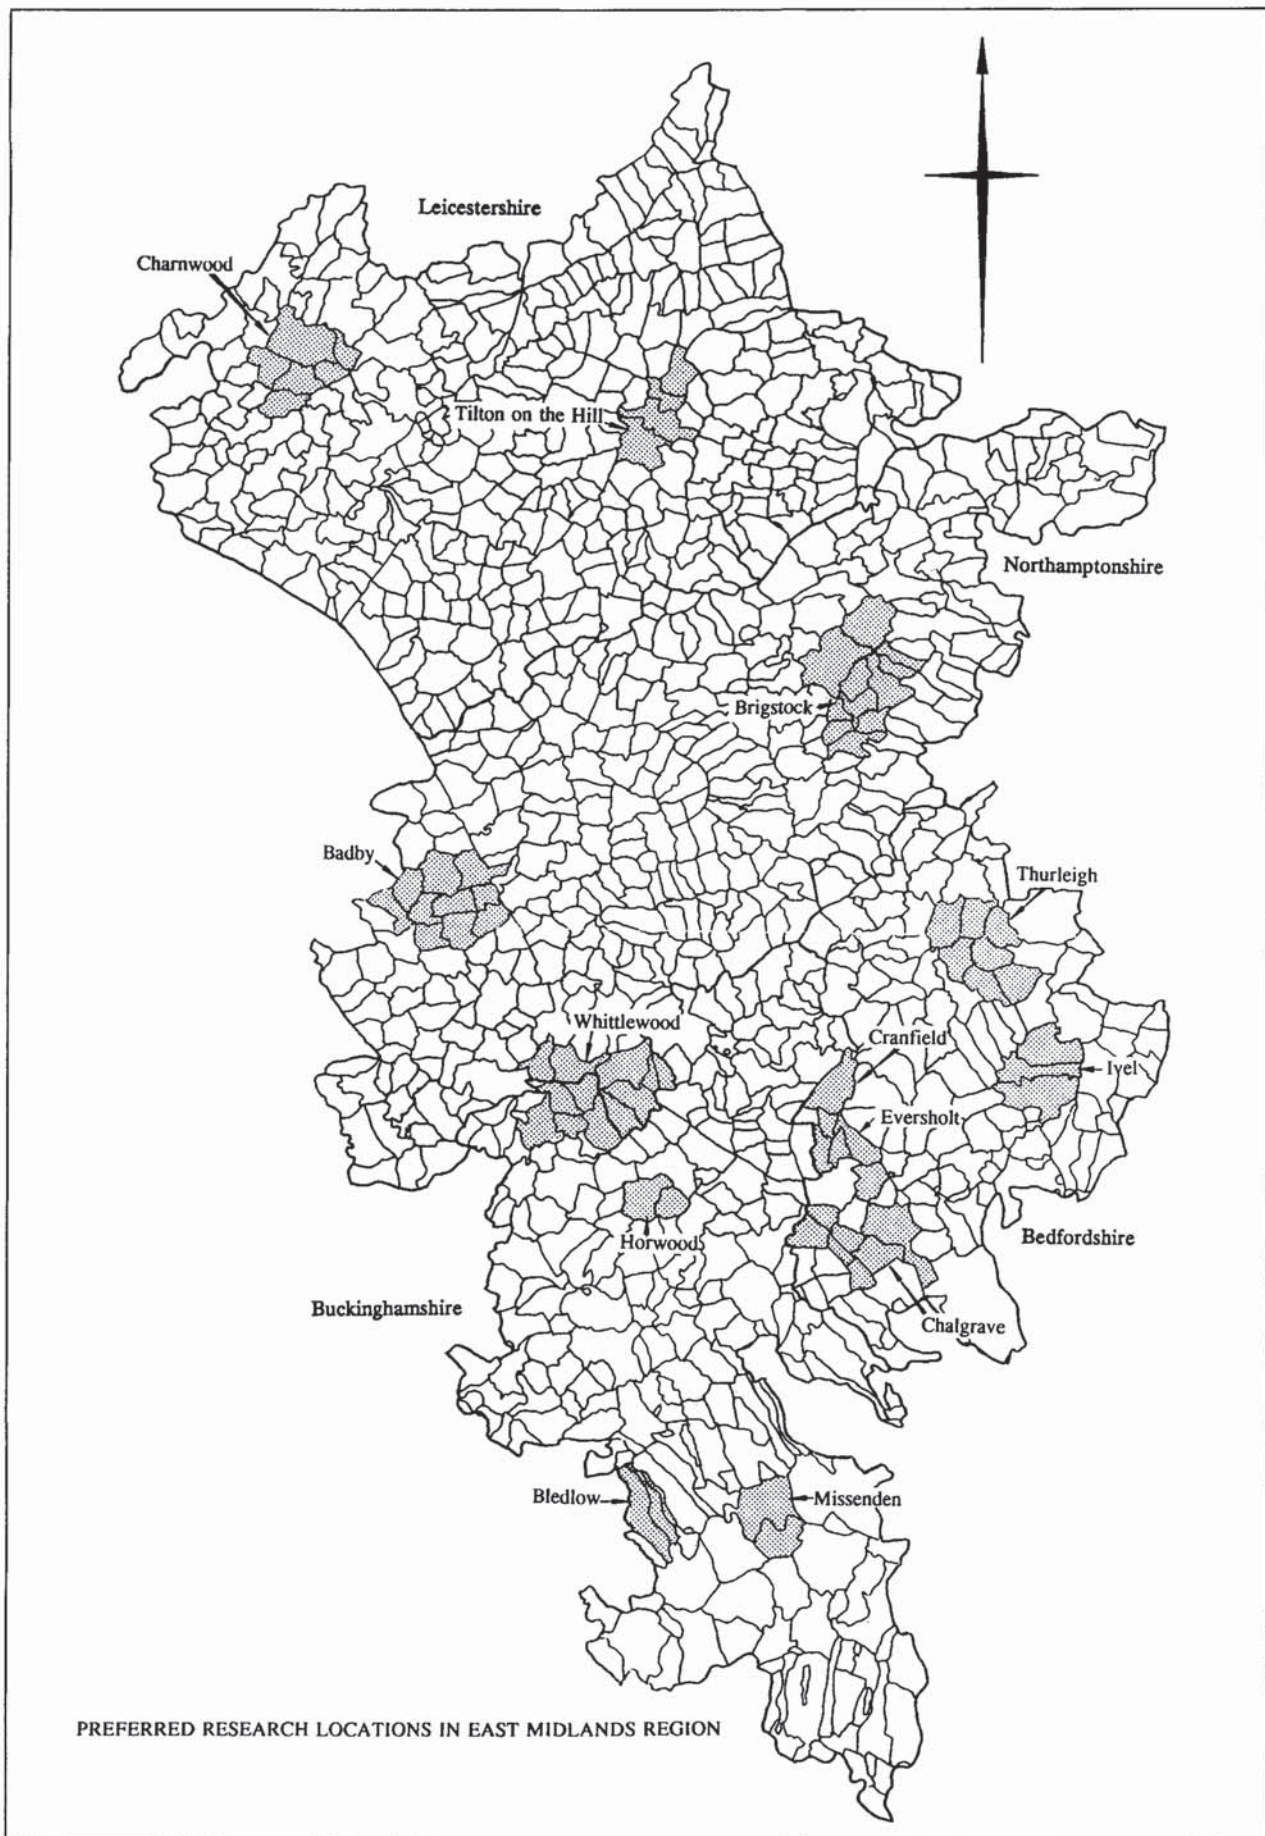 Leicestershire
Charnwood
Tilton on the Hill
Northamptonshire
Brigstock
Badby
Thurleigh
Whittlewood
Cranfield
Ivel
Eversholt
Horwood
Bedfordshire
Buckinghamshire
Chalgrave
Bledlow
Missenden
PREFERRED RESEARCH LOCATIONS IN EAST MIDLANDS REGION